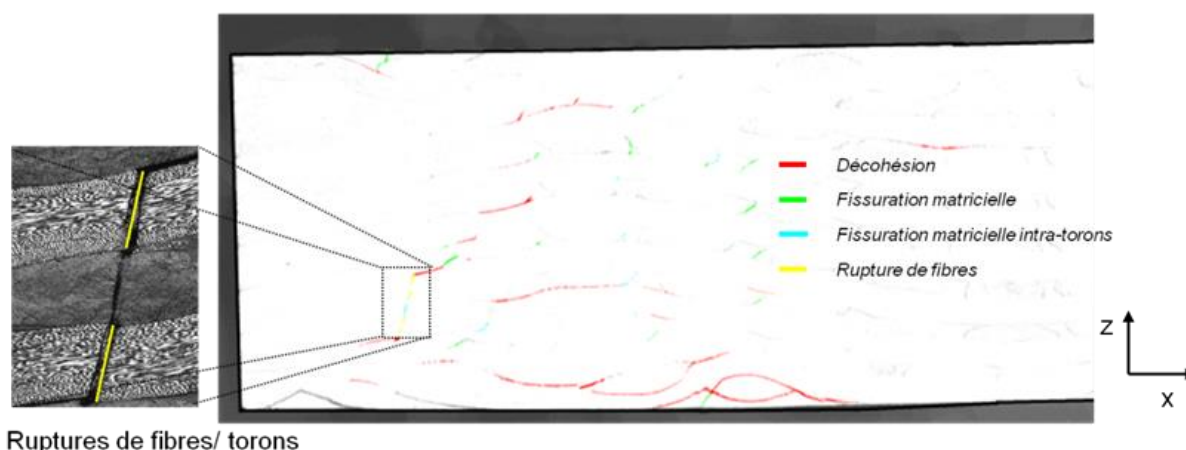 Décohésion
Fissuration matricielle
Fissuration matricielle intra-torons
Rupture de fibres
Z
X
Ruptures de fibres/ torons